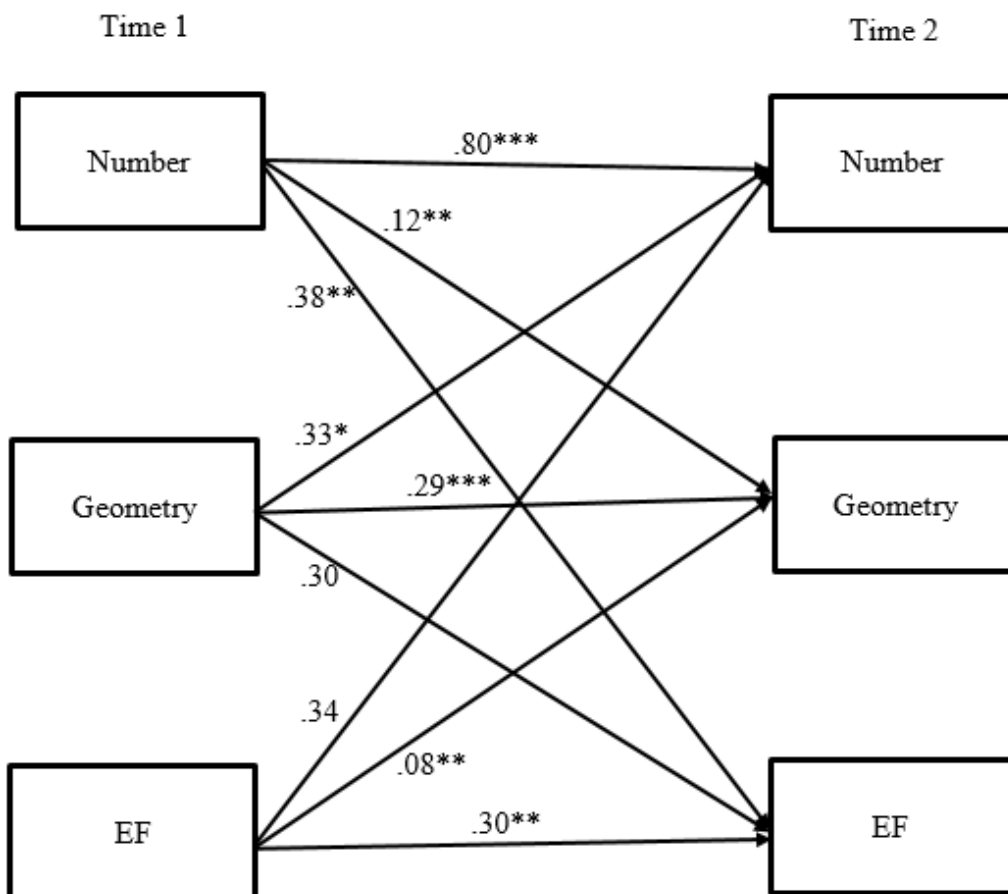 Time 1
Time 2
Number
.80***
Number
.12**
.38**
.33*
Geometry
.29***
Geometry
.30
.34
.08**
EF
.30**
EF